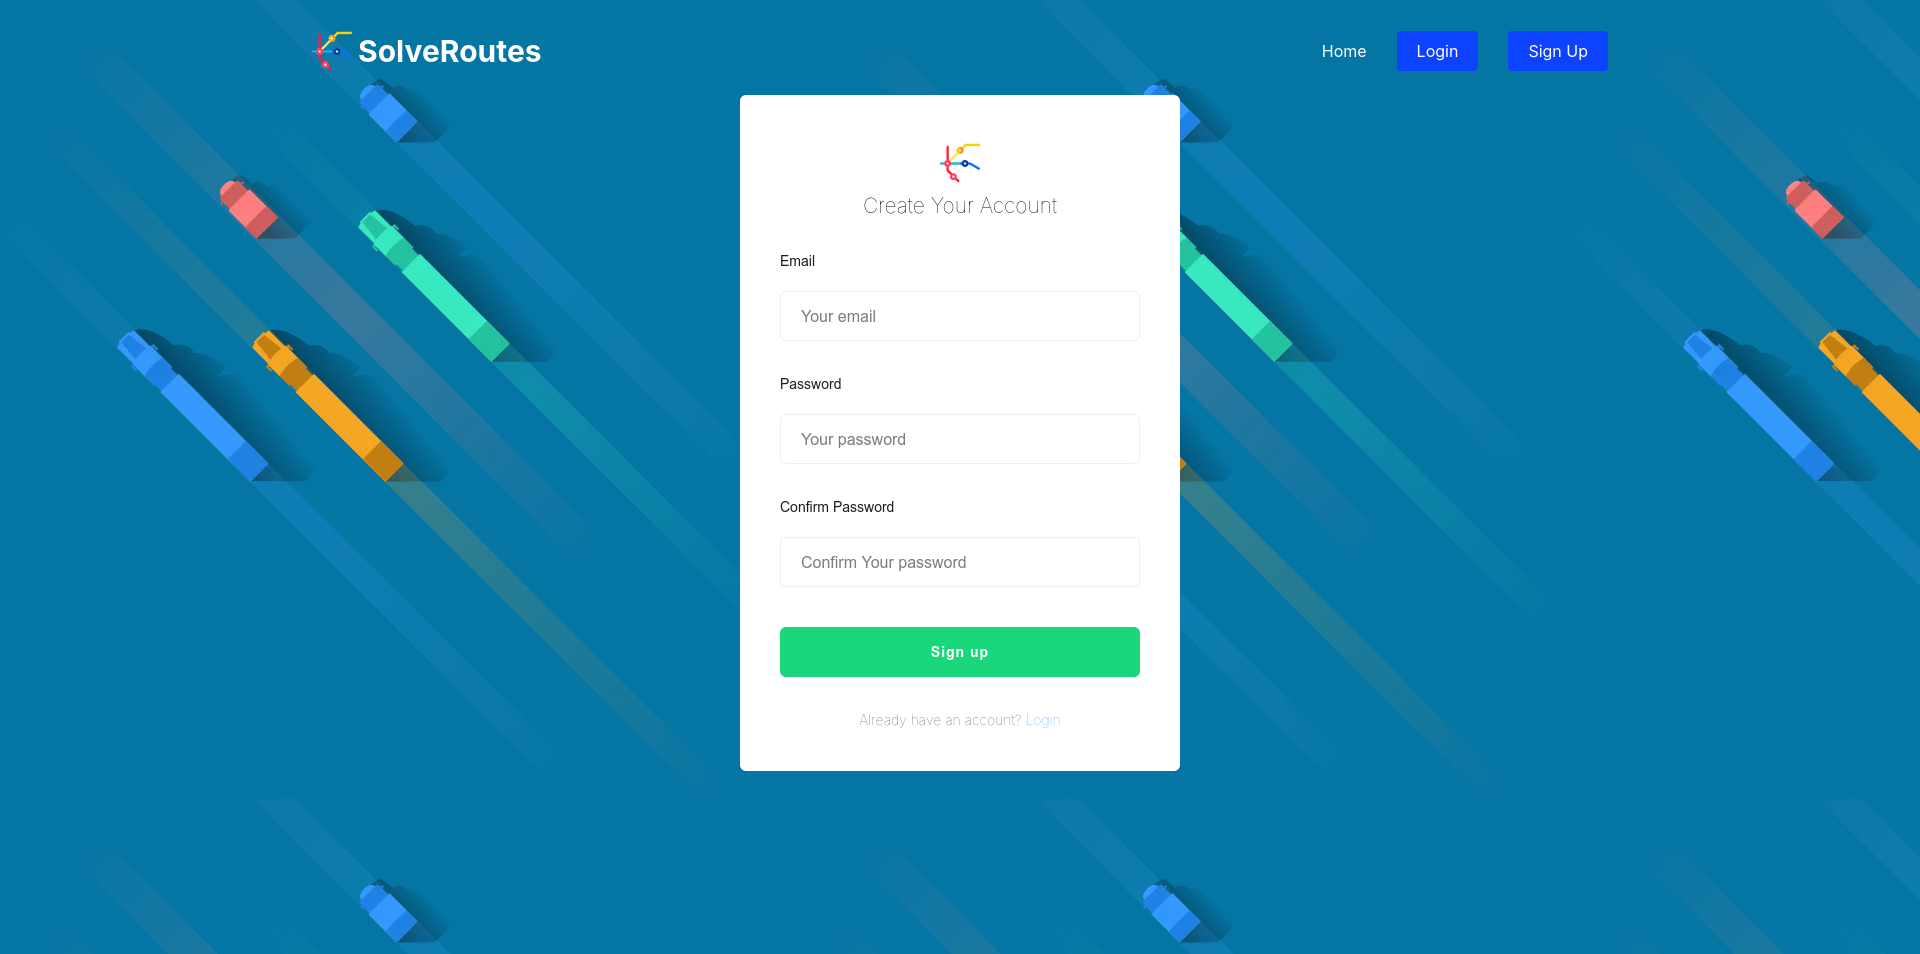 SolveRoutes
Home
Login
Sign Up
Create Your Account
Email
Your email
Password
Your password
Confirm Password
Confirm Your password
Sign up
Already have an account? Login